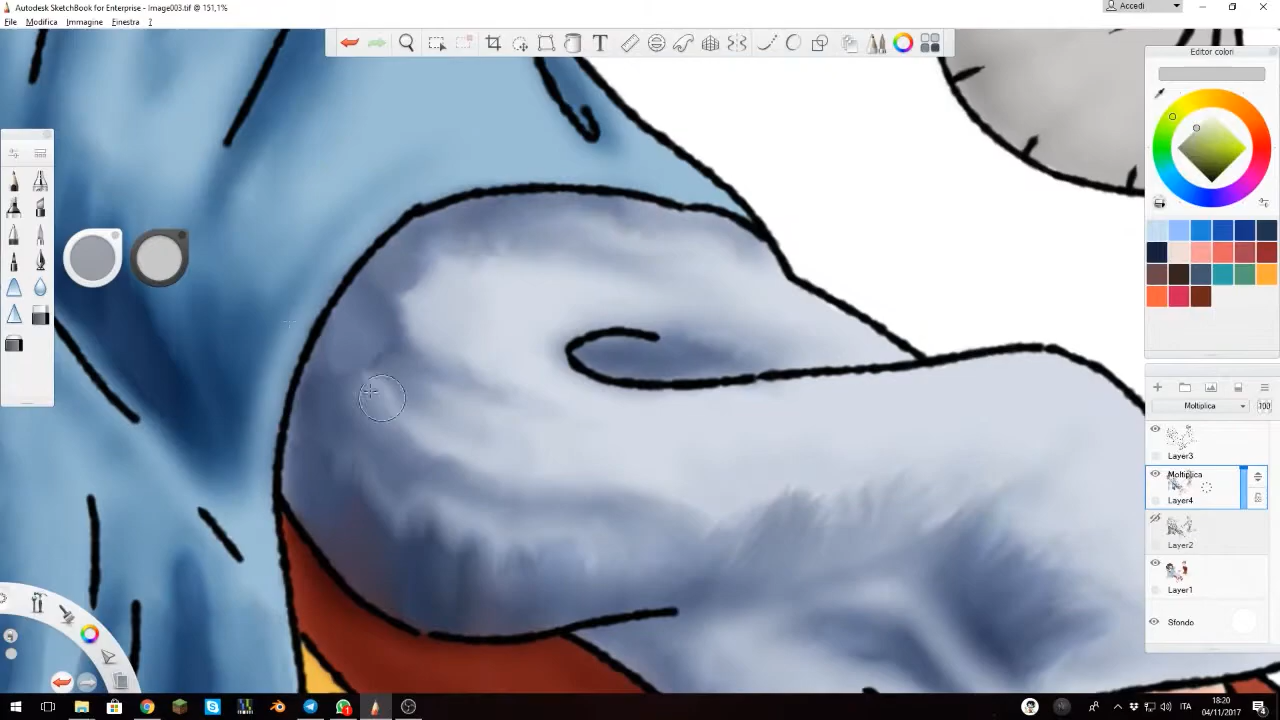 Autodesk SketchBook for Enterprise - Image003.tif @ 151,1%
Accedi
File Modifica Immagine Finestra ?
Editor colori
Moltiplica 100
Layer3
Moltiplica
Layer4
Layer2
Layer1
Sfondo
18:20
ITA
04/11/2017